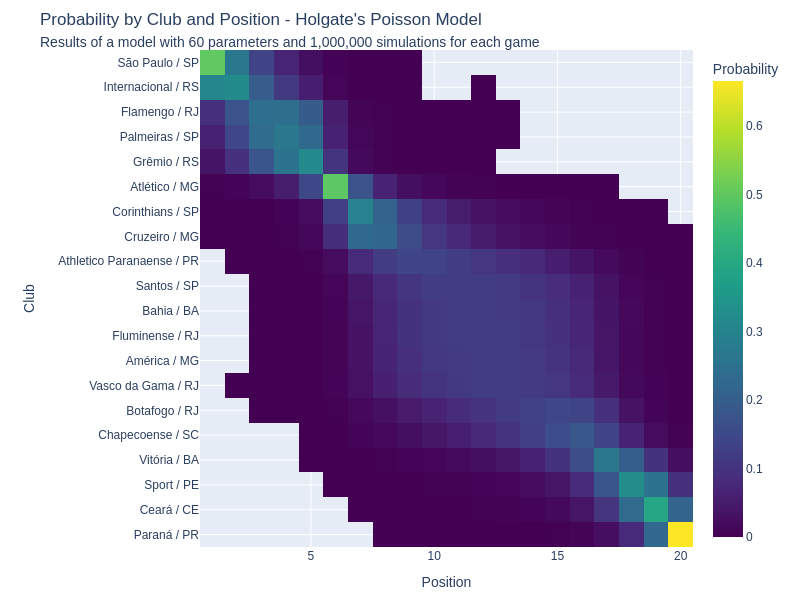 Probability by Club and Position - Holgate's Poisson Model
Results of a model with 60 parameters and 1,000,000 simulations for each game
Probability
São Paulo / SP
Internacional / RS
Flamengo / RJ
Palmeiras / SP
Grêmio / RS
Atlético / MG
Corinthians / SP
Cruzeiro / MG
Athletico Paranaense / PR
Santos / SP
Bahia / BA
Fluminense / RJ
América / MG
Vasco da Gama / RJ
Botafogo / RJ
Chapecoense / SC
Vitória / BA
Sport / PE
Ceará / CE
Paraná / PR
Club
5
10
15
20
Position
0.6
0.5
0.4
0.3
0.2
0.1
0